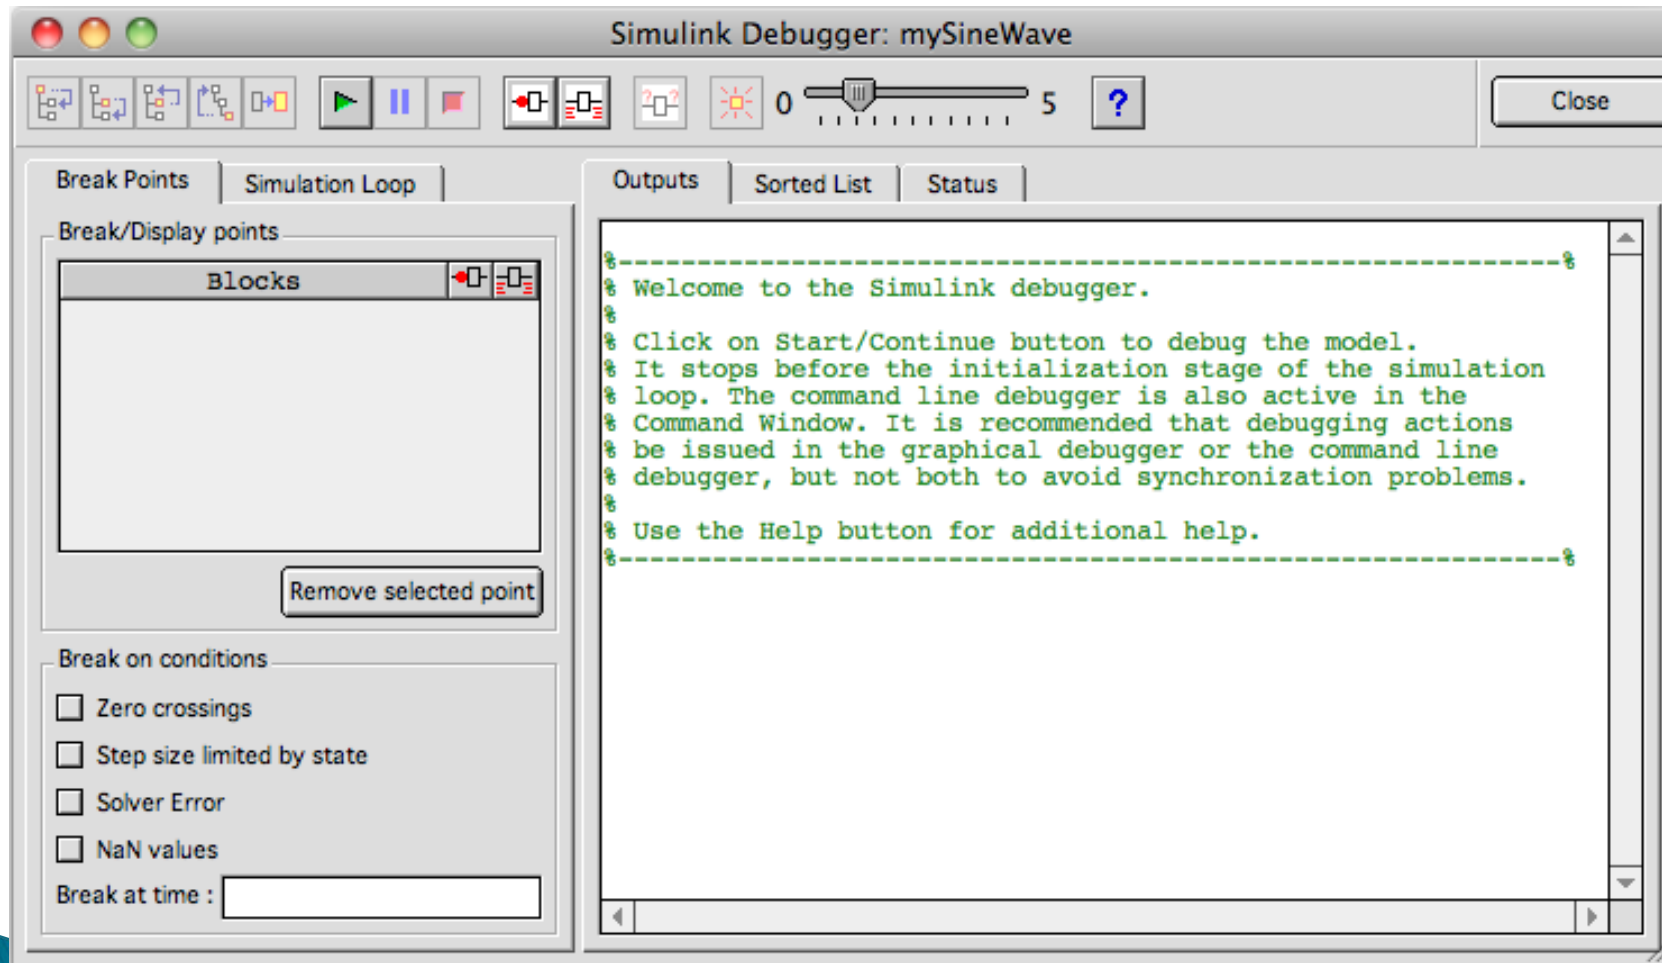 Simulink Debugger: mySineWave
0 5 ? Close
Break Points Simulation Loop
Outputs Sorted List Status
Break/Display points
Blocks
Remove selected point
Break on conditions
Zero crossings
Step size limited by state
Solver Error
NaN values
Break at time :
%------------------------------------------------------------%
% Welcome to the Simulink debugger.
%
% Click on Start/Continue button to debug the model.
% It stops before the initialization stage of the simulation
% loop. The command line debugger is also active in the
% Command Window. It is recommended that debugging actions
% be issued in the graphical debugger or the command line
% debugger, but not both to avoid synchronization problems.
%
% Use the Help button for additional help.
%------------------------------------------------------------%